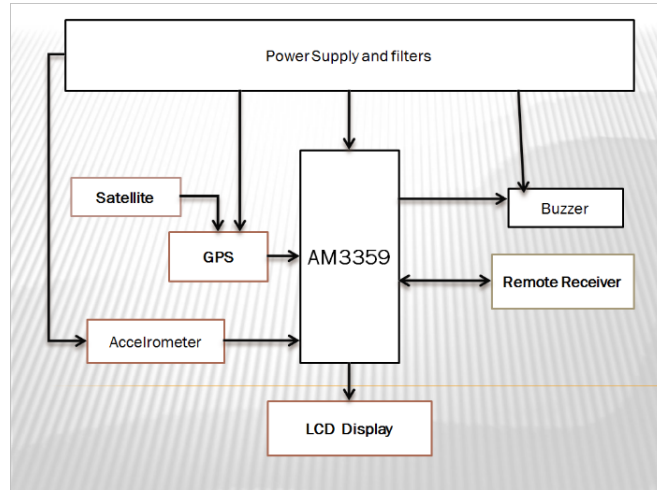 Power Supply and filters
Satellite
Buzzer
GPS
AM3359
Remote Receiver
Accelrometer
LCD Display